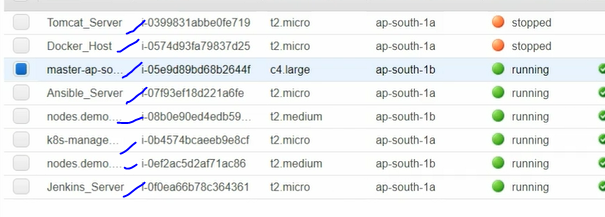 Tomcat_Server i-0399831abbe0fe719 t2.micro ap-south-1a stopped
Docker_Host i-0574d93fa79837d25 t2.micro ap-south-1a stopped
master-ap-so... i-05e9d89bd68b2644f c4.large ap-south-1b running
Ansible_Server i-07f93ef18d221a6fe t2.micro ap-south-1a running
nodes.demo.... i-08b0e90ed4edb59... t2.medium ap-south-1b running
k8s-manage... i-0b4574bcaeeb9e8cf t2.micro ap-south-1a running
nodes.demo.... i-0ef2ac5d2af71ac86 t2.medium ap-south-1b running
Jenkins_Server i-0f0ea66b78c364361 t2.micro ap-south-1a running